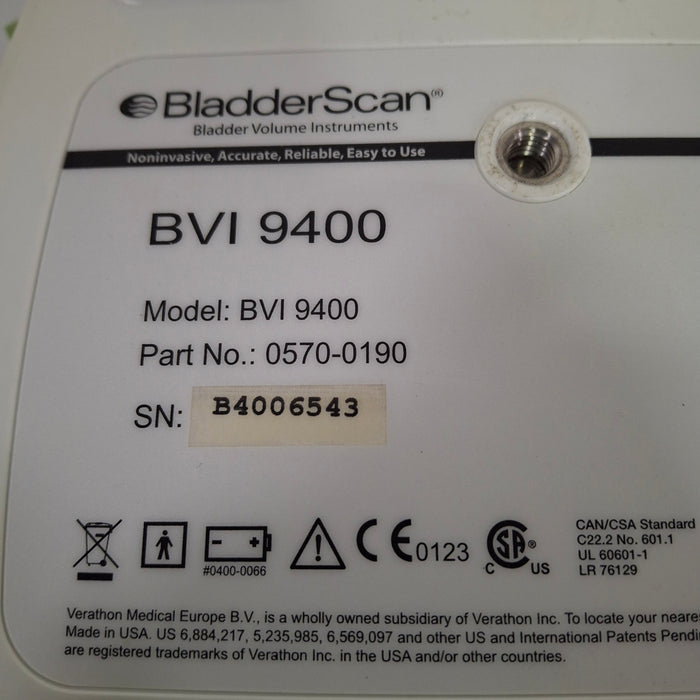 BladderScan®
Bladder Volume Instruments
Noninvasive, Accurate, Reliable, Easy to Use
BVI 9400
Model: BVI 9400
Part No.: 0570-0190
SN: B4006543
#0400-0066
CE 0123
CSA® C US
CAN/CSA Standard
C22.2 No. 601.1
UL 60601-1
LR 76129
Verathon Medical Europe B.V., is a wholly owned subsidiary of Verathon Inc. To locate your neare
Made in USA. US 6,884,217, 5,235,985, 6,569,097 and other US and International Patents Pendi
are registered trademarks of Verathon Inc. in the USA and/or other countries.